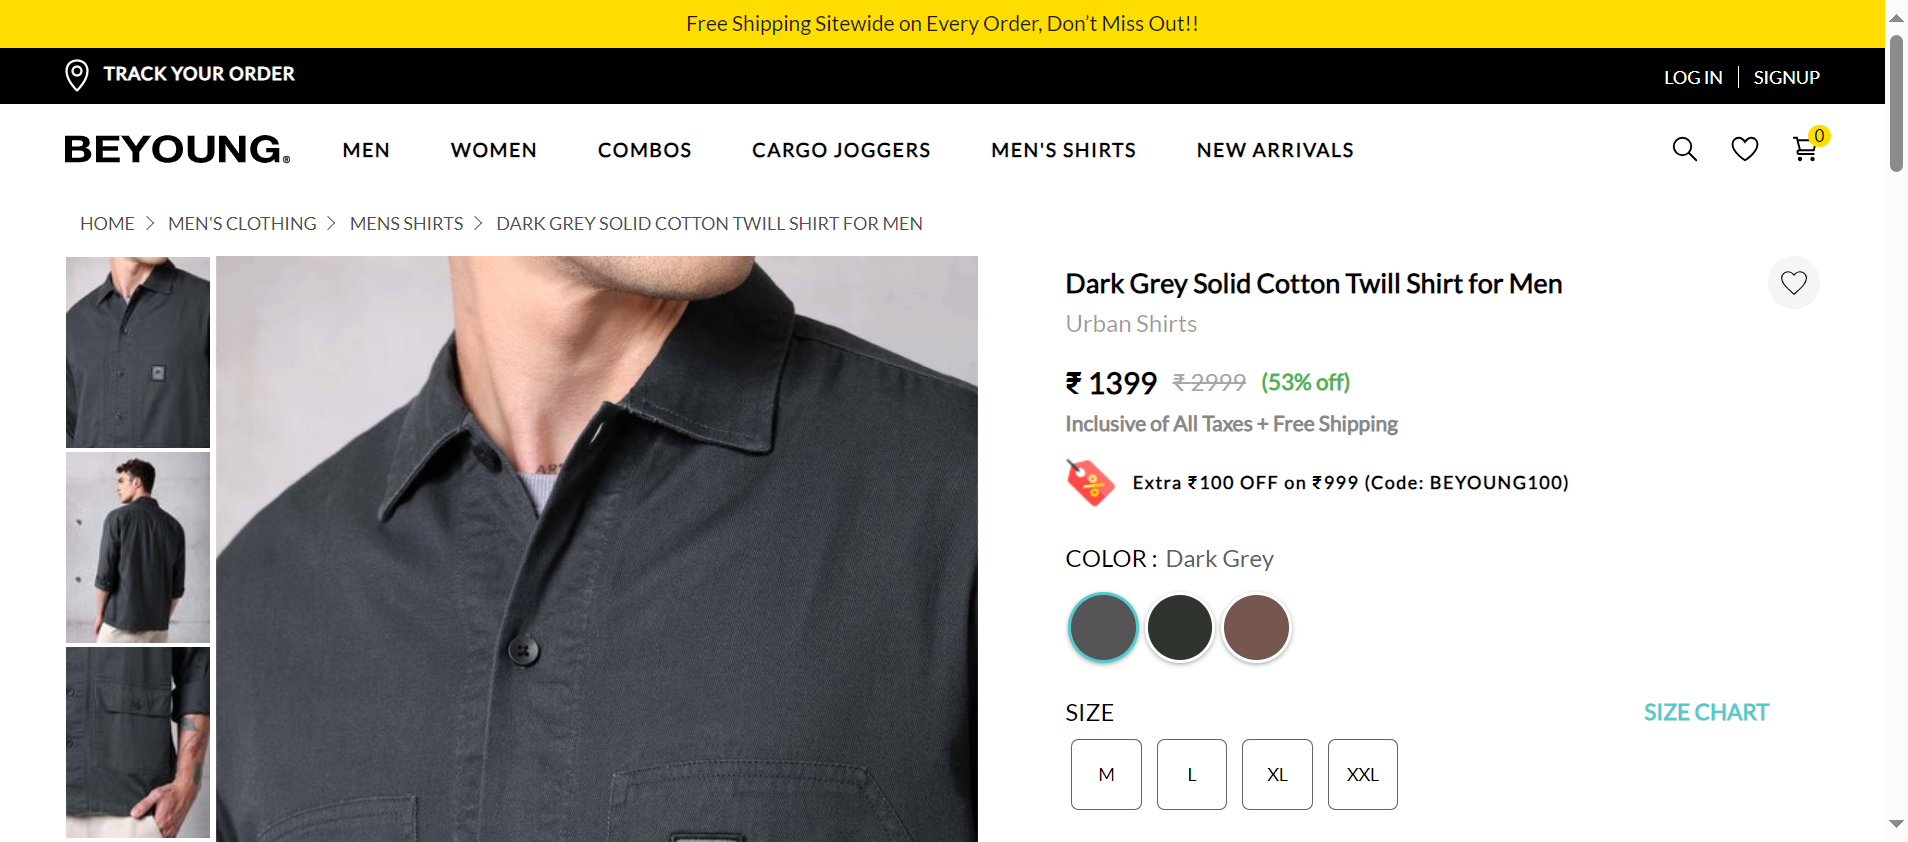 Free Shipping Sitewide on Every Order, Don’t Miss Out!!
TRACK YOUR ORDER
LOG IN | SIGNUP
BEYOUNG®
MEN
WOMEN
COMBOS
CARGO JOGGERS
MEN'S SHIRTS
NEW ARRIVALS
0
HOME > MEN'S CLOTHING > MENS SHIRTS > DARK GREY SOLID COTTON TWILL SHIRT FOR MEN
Dark Grey Solid Cotton Twill Shirt for Men
Urban Shirts
₹ 1399 ₹ 2999 (53% off)
Inclusive of All Taxes + Free Shipping
Extra ₹100 OFF on ₹999 (Code: BEYOUNG100)
COLOR : Dark Grey
SIZE
SIZE CHART
M
L
XL
XXL